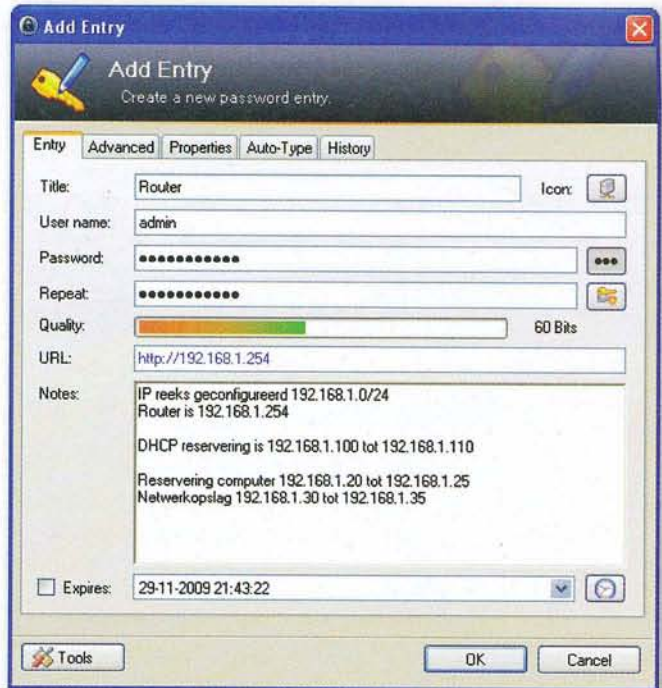 Add Entry
Add Entry
Create a new password entry.
Entry Advanced Properties Auto-Type History
Title: Router Icon:
User name: admin
Password: ●●●●●●●●●●●
Repeat: ●●●●●●●●●●●
Quality: 60 Bits
URL: http://192.168.1.254
Notes: IP reeks geconfigureerd 192.168.1.0/24
Router is 192.168.1.254
DHCP reservering is 192.168.1.100 tot 192.168.1.110
Reservering computer 192.168.1.20 tot 192.168.1.25
Netwerkopslag 192.168.1.30 tot 192.168.1.35
Expires: 29-11-2009 21:43:22
Tools OK Cancel